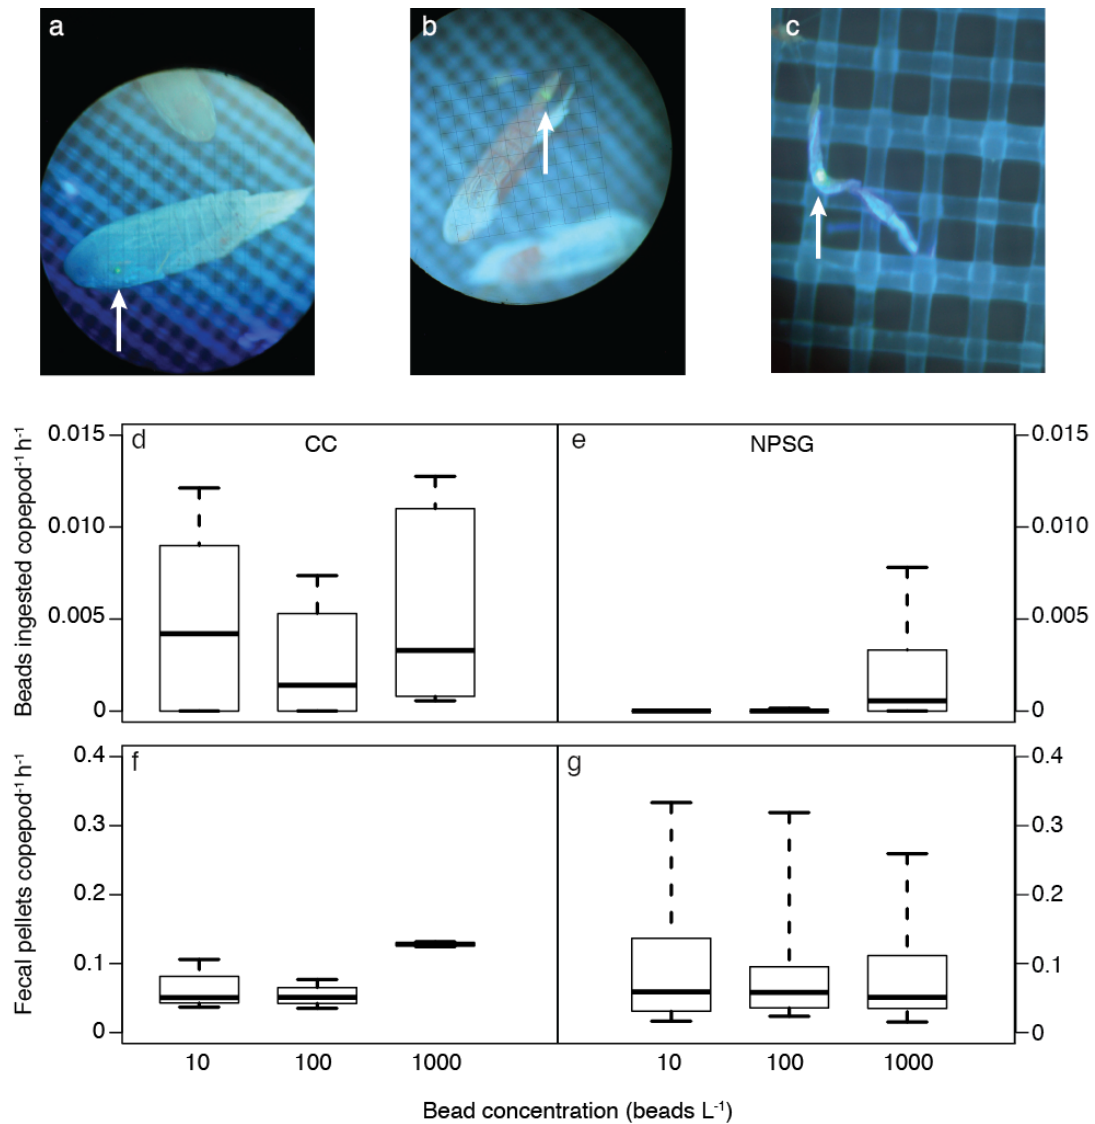 a
b
c
d CC
e NPSG
0.015
0.010
0.005
0
Beads ingested copepod⁻¹ h⁻¹
0.015
0.010
0.005
0
f
g
0.4
0.3
0.2
0.1
0
Fecal pellets copepod⁻¹ h⁻¹
0.4
0.3
0.2
0.1
0
10 100 1000 10 100 1000
Bead concentration (beads L⁻¹)